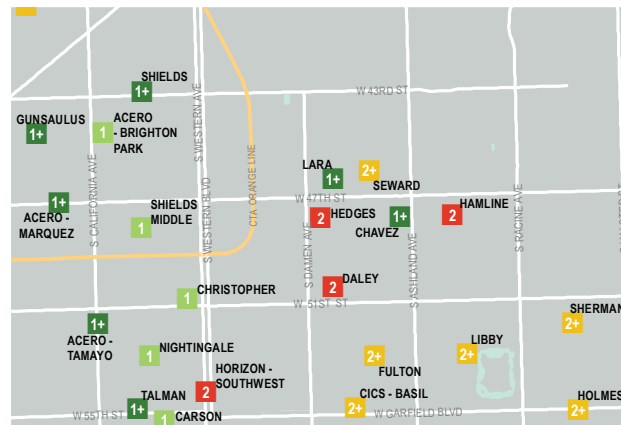 SHIELDS
1+
W 43RD ST
GUNSAULUS
1+
1
ACERO
- BRIGHTON
PARK
S CALIFORNIA AVE
S WESTERN AVE
S WESTERN BLVD
CTA ORANGE LINE
LARA
1+
2+
SEWARD
W 47TH ST
1+
ACERO -
MARQUEZ
SHIELDS
MIDDLE
1
2
HEDGES
1+
CHAVEZ
2
HAMLINE
S DAMEN AVE
S ASHLAND AVE
S RACINE AVE
1
CHRISTOPHER
2
DALEY
W 51ST ST
SHERMAN
2+
1+
ACERO -
TAMAYO
1
NIGHTINGALE
2+
FULTON
LIBBY
2+
HORIZON -
SOUTHWEST
2
TALMAN
1+
W 55TH ST
1
CARSON
CICS - BASIL
2+
W GARFIELD BLVD
HOLMES
2+